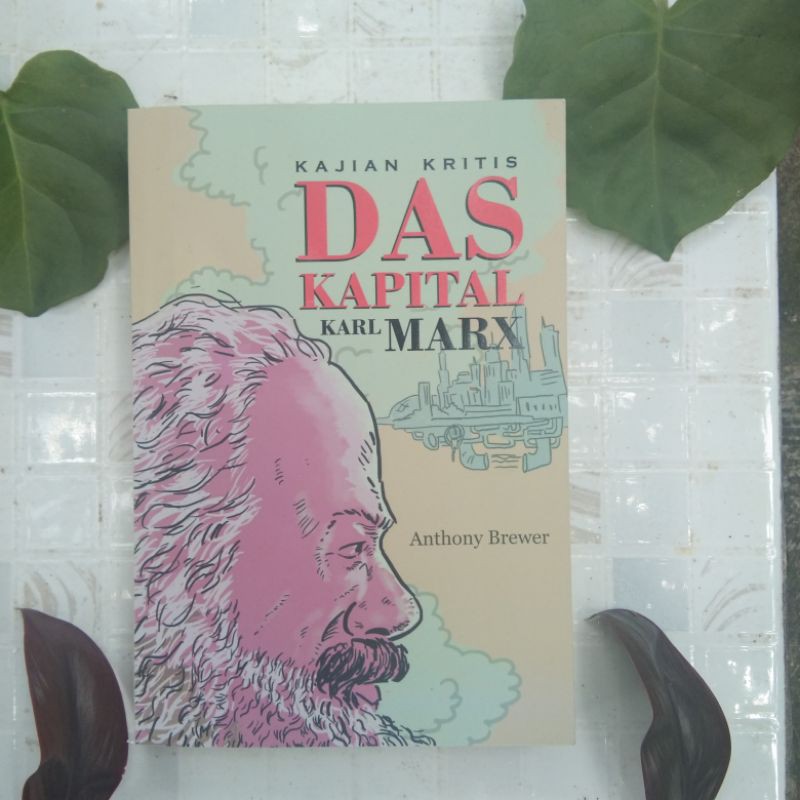 KAJIAN KRITIS
DAS
KAPITAL
KARL MARX
Anthony Brewer